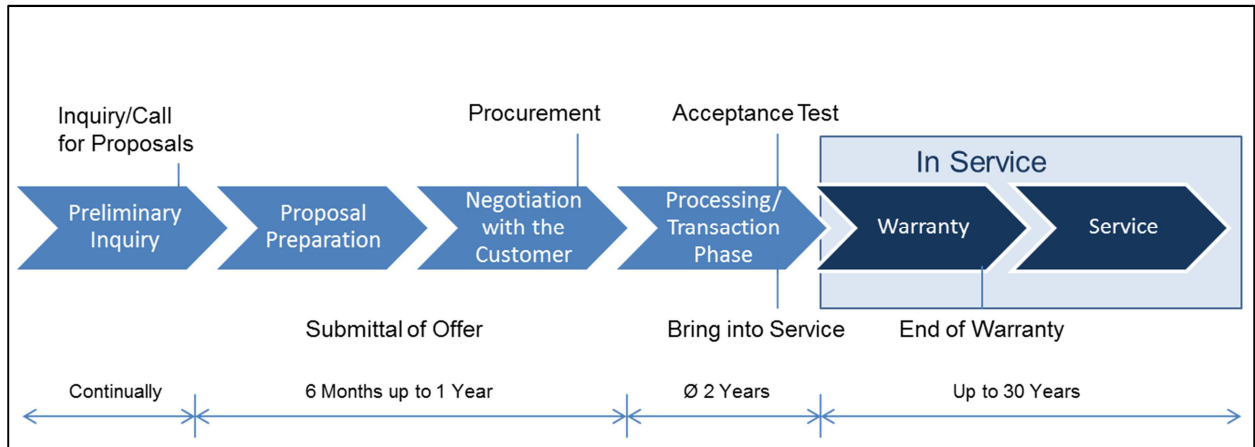 Inquiry/Call
for Proposals
Procurement
Acceptance Test
In Service
Preliminary
Inquiry
Proposal
Preparation
Negotiation
with the
Customer
Processing/
Transaction
Phase
Warranty
Service
Submittal of Offer
Bring into Service
End of Warranty
Continually
6 Months up to 1 Year
Ø 2 Years
Up to 30 Years